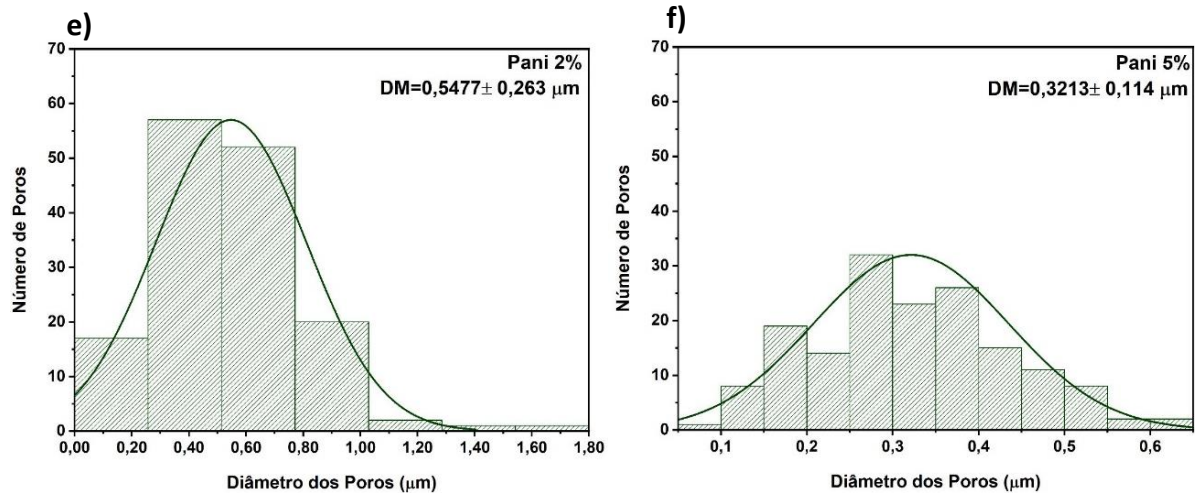 e)
Pani 2%
DM=0,5477± 0,263 µm
Número de Poros
70
60
50
40
30
20
10
0
0,00 0,20 0,40 0,60 0,80 1,00 1,20 1,40 1,60 1,80
Diâmetro dos Poros (µm)
f)
Pani 5%
DM=0,3213± 0,114 µm
Número de Poros
70
60
50
40
30
20
10
0
0,1 0,2 0,3 0,4 0,5 0,6
Diâmetro dos Poros (µm)